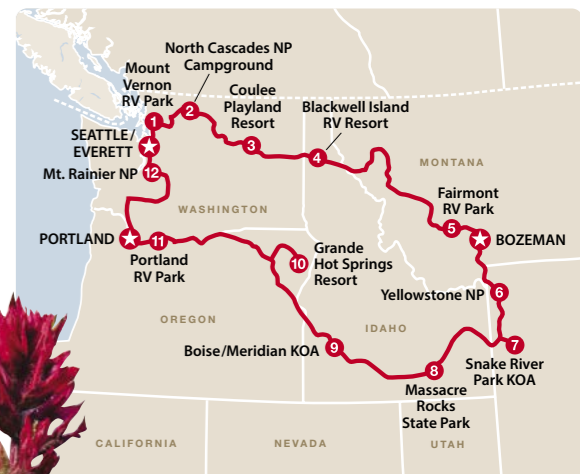 North Cascades NP
Campground
Mount
Vernon
RV Park
Coulee
Playland
Resort
Blackwell Island
RV Resort
1
2
3
4
SEATTLE/
EVERETT
Mt. Rainier NP
12
MONTANA
WASHINGTON
Fairmont
RV Park
5
BOZEMAN
PORTLAND
11
Portland
RV Park
10
Grande
Hot Springs
Resort
Yellowstone NP
6
OREGON
IDAHO
Boise/Meridian KOA
9
8
7
Snake River
Park KOA
Massacre
Rocks
State Park
CALIFORNIA
NEVADA
UTAH